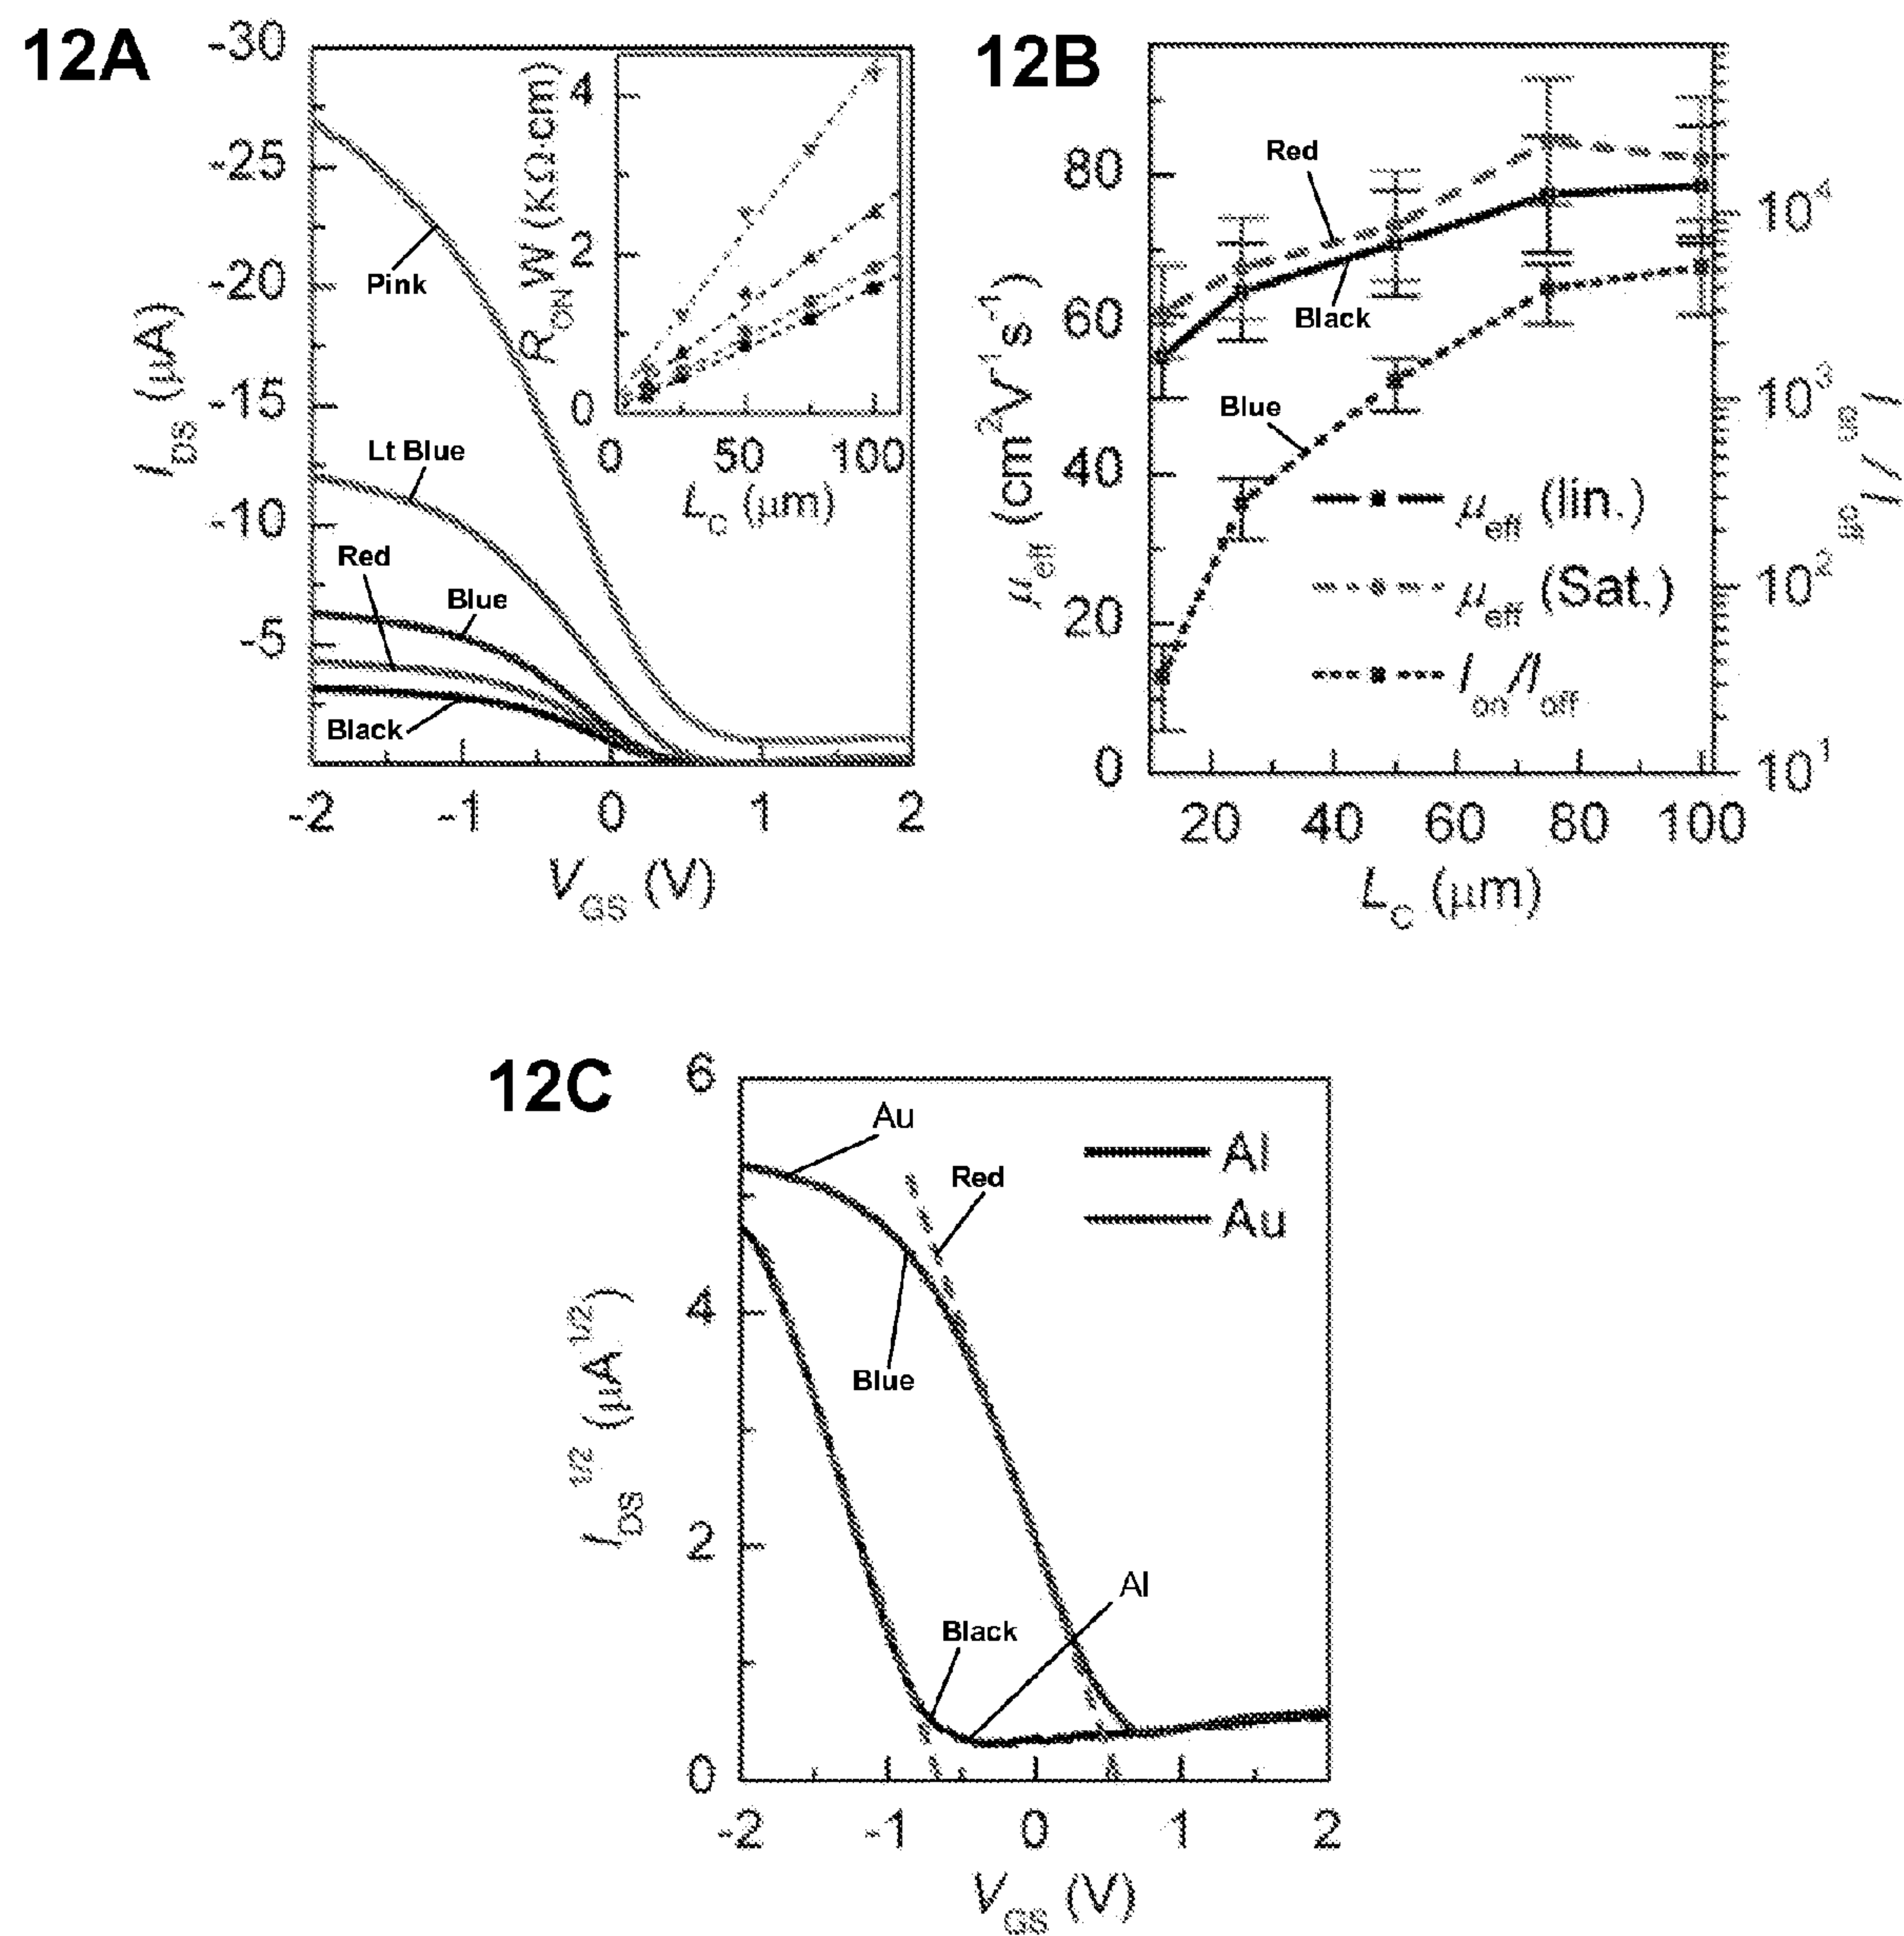 12A
-30
-25
-20
-15
-10
-5
I_DS (μA)
Pink
Lt Blue
Red
Blue
Black
-2
-1
0
1
2
V_GS (V)
4
2
0
R_ON W (KΩ·cm)
0
50
100
L_C (μm)
12B
80
60
40
20
0
μ_eff (cm² V⁻¹ s⁻¹)
Red
Black
Blue
μ_eff (lin.)
μ_eff (Sat.)
I_on/I_off
10⁴
10³
10²
10¹
I_on / I_off
20
40
60
80
100
L_C (μm)
12C
6
4
2
0
I_DS^1/2 (μA^1/2)
Au
Red
Blue
Al
Black
Al
Au
-2
-1
0
1
2
V_GS (V)